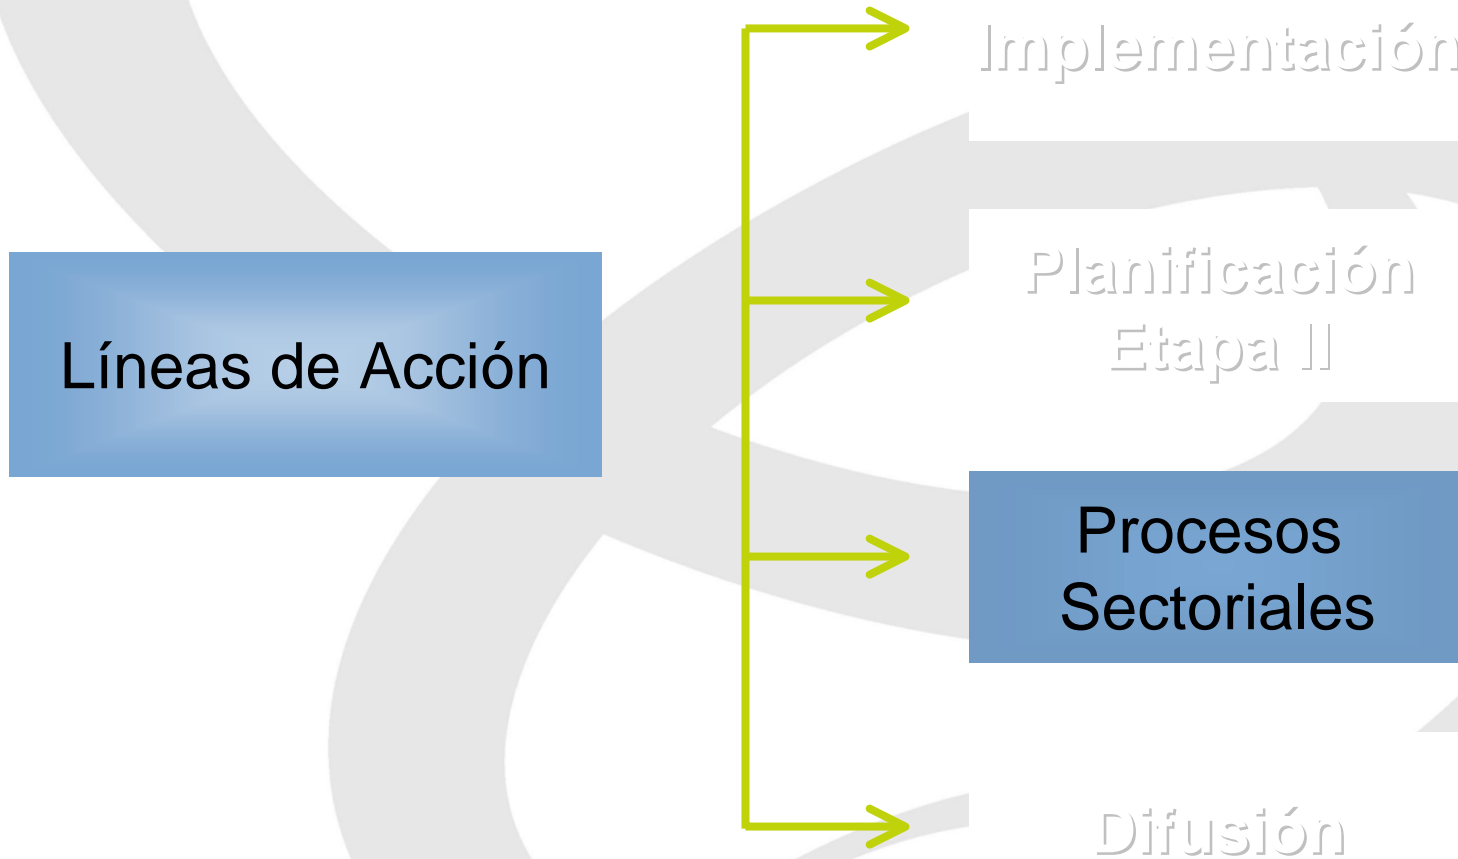 Implementación
Planificación
Etapa II
Líneas de Acción
Procesos
Sectoriales
Difusión